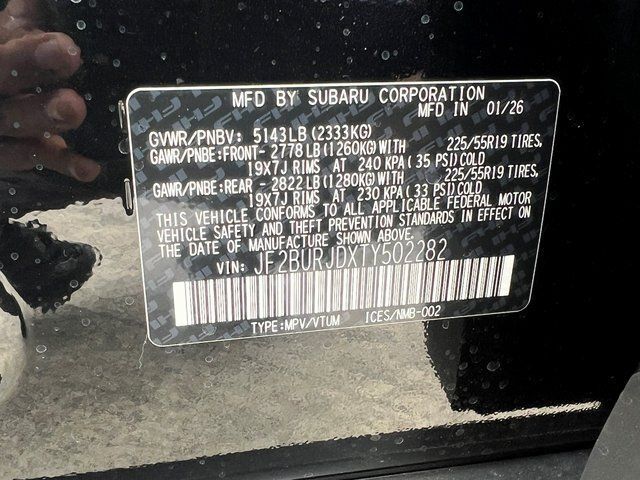 MFD BY SUBARU CORPORATION
MFD IN 01/26
GVWR/PNBV: 5143LB(2333KG)
GAWR/PNBE:FRONT-2778LB(1260KG)WITH 225/55R19 TIRES,
19X7J RIMS AT 240 KPA(35 PSI)COLD
GAWR/PNBE:REAR -2822LB(1280KG)WITH 225/55R19 TIRES,
19X7J RIMS AT 230 KPA(33 PSI)COLD
THIS VEHICLE CONFORMS TO ALL APPLICABLE FEDERAL MOTOR
VEHICLE SAFETY AND THEFT PREVENTION STANDARDS IN EFFECT ON
THE DATE OF MANUFACTURE SHOWN ABOVE.
VIN: JF2BURJDXTY502282
TYPE:MPV/VTUM ICES/NMB-002